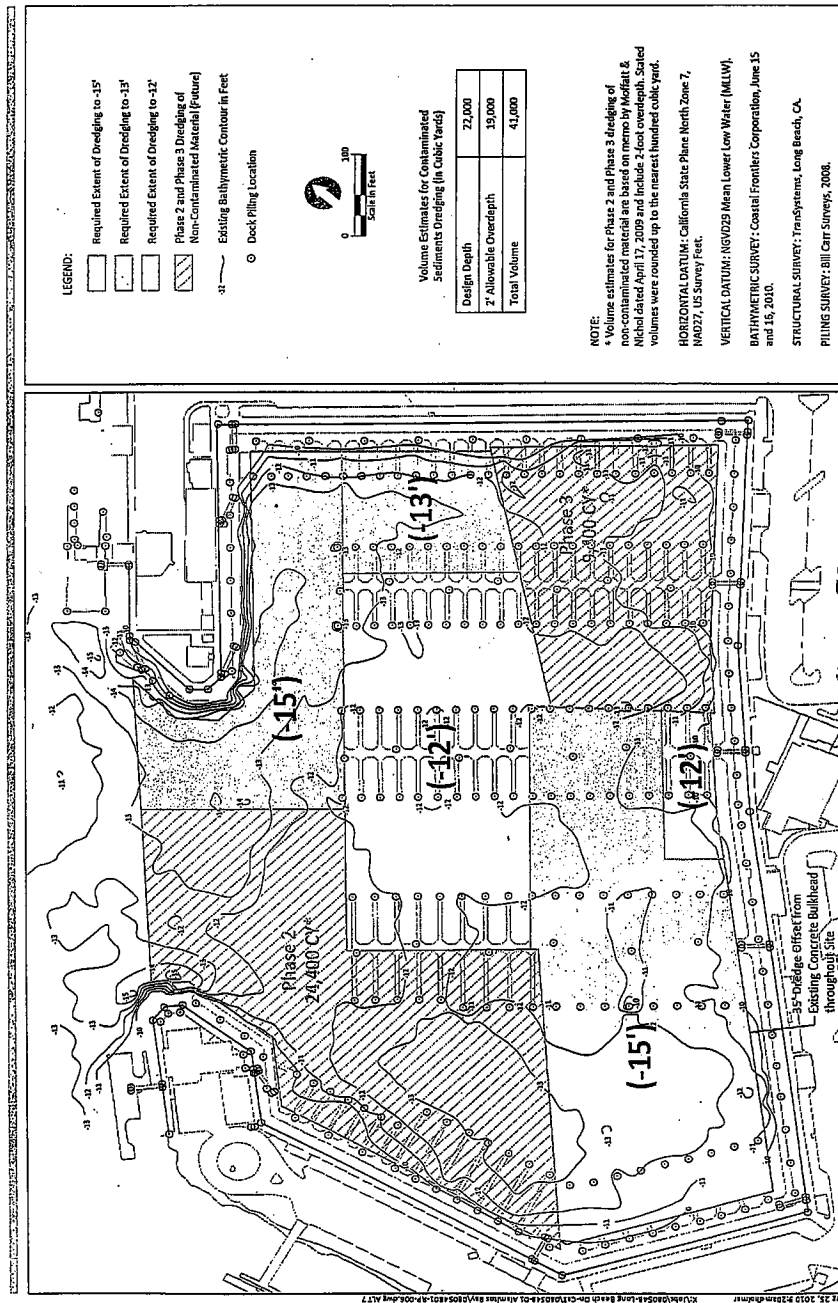 LEGEND:
Required Extent of Dredging to -15'
Required Extent of Dredging to -13'
Required Extent of Dredging to -12'
Phase 2 and Phase 3 Dredging of
Non-Contaminated Material (Future)
-12 Existing Bathymetric Contour in Feet
Dock Piling Location
0 100
Scale in Feet
Volume Estimates for Contaminated
Sediments Dredging (In Cubic Yards)
Design Depth 22,000
2' Allowable Overdepth 19,000
Total Volume 41,000
NOTE:
* Volume estimates for Phase 2 and Phase 3 dredging of
non-contaminated material are based on memo by Moffatt &
Nichol dated April 17, 2009 and include 2-foot overdepth. Stated
volumes were rounded up to the nearest hundred cubic yard.
HORIZONTAL DATUM: California State Plane North Zone 7,
NAD27, US Survey Feet.
VERTICAL DATUM: NGVD29 Mean Lower Low Water (MLLW).
BATHYMETRIC SURVEY: Coastal Frontiers Corporation, June 15
and 16, 2010.
STRUCTURAL SURVEY: TranSystems, Long Beach, CA.
PILING SURVEY: Bill Carr Surveys, 2008.
Phase 2
24,400 CY*
(-15')
(-13')
(-12')
Phase 3
(-12')
(-15')
35' Dredge Offset from
Existing Concrete Bulkhead
throughout Site